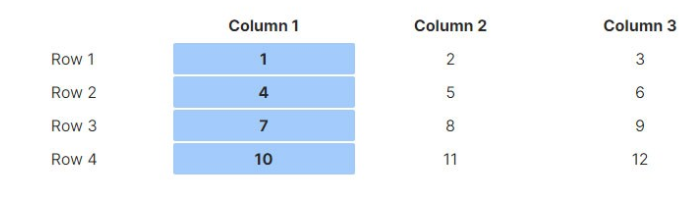 Column 1 Column 2 Column 3
Row 1 1 2 3
Row 2 4 5 6
Row 3 7 8 9
Row 4 10 11 12